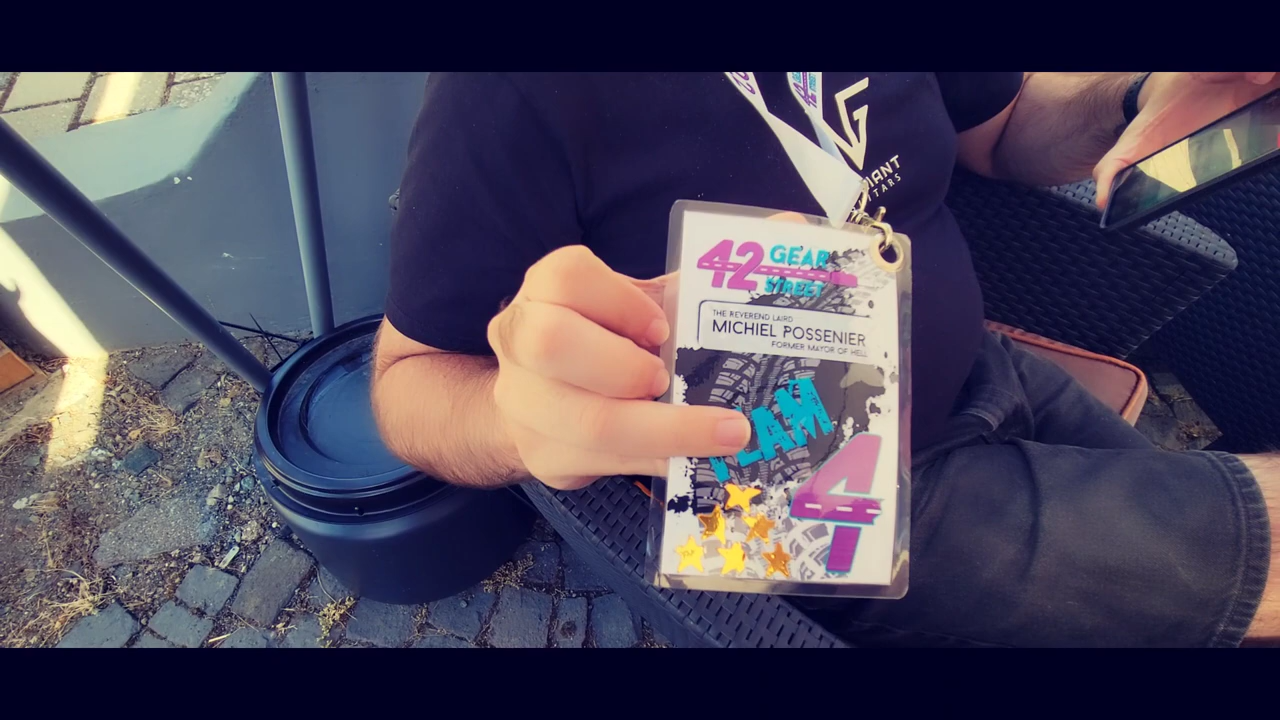 42 GEAR
STREET
THE REVEREND LAIRD
MICHIEL POSSENIER
FORMER MAYOR OF HELL
4